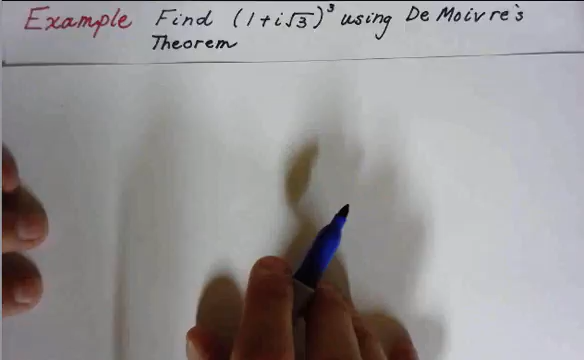 Example Find (1+i√3)³ using De Moivre's
Theorem